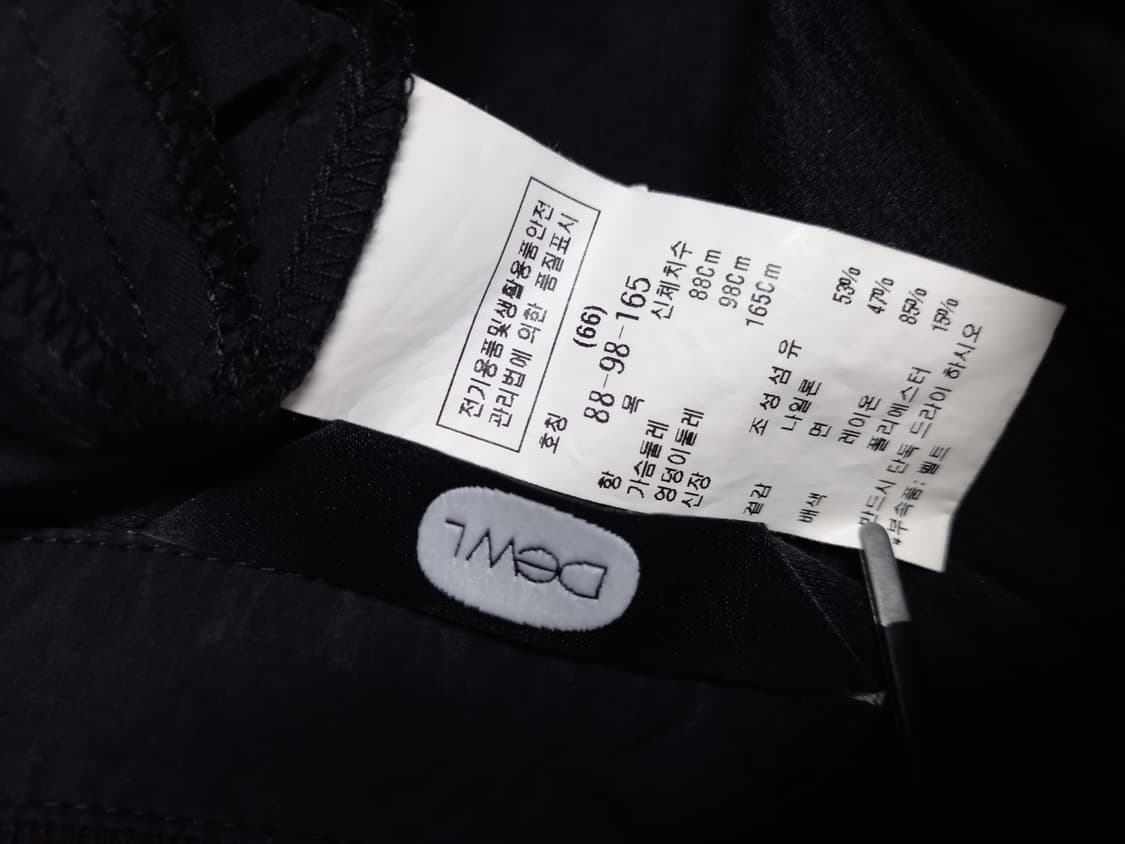 전기용품및생활용품안전
관리법에 의한 품질표시
호칭 (66)
88-98-165
항 목 신체치수
가슴둘레 88Cm
엉덩이둘레 98Cm
신장 165Cm
조 성 섬 유
겉감 나일론 53%
면 47%
배색 레이온 85%
폴리에스터 15%
반드시 단독 드라이 하시오
*부속품: 벨트
DeWL